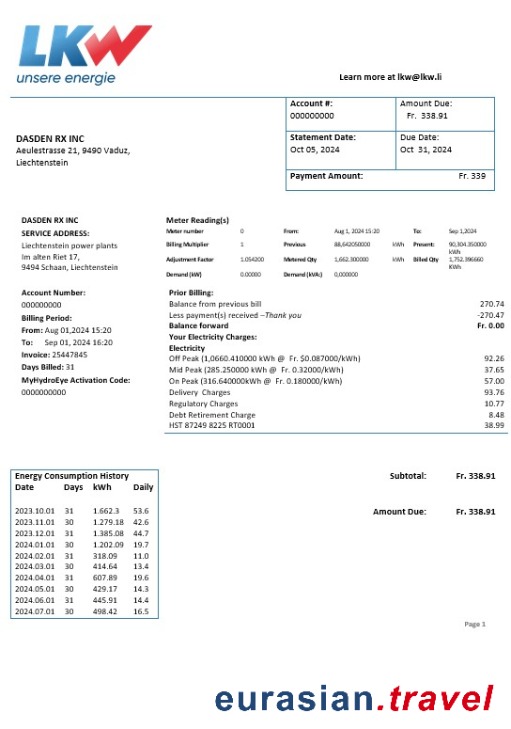 LKW
unsere energie
Learn more at lkw@lkw.li
Account #:
000000000
Amount Due:
Fr. 338.91
DASDEN RX INC
Aeulestrasse 21, 9490 Vaduz,
Liechtenstein
Statement Date:
Oct 05, 2024
Due Date:
Oct 31, 2024
Payment Amount: Fr. 339
DASDEN RX INC
SERVICE ADDRESS:
Liechtenstein power plants
Im alten Riet 17,
9494 Schaan, Liechtenstein
Account Number:
000000000
Billing Period:
From: Aug 01,2024 15:20
To: Sep 01, 2024 16:20
Invoice: 25447845
Days Billed: 31
MyHydroEye Activation Code:
0000000000
Meter Reading(s)
Meter number 0 From: Aug 1, 2024 15:20 To: Sep 1,2024
Billing Multiplier 1 Previous 88,642050000 kWh Present: 90,304.350000 kWh
Adjustment Factor 1.054200 Metered Qty 1,662.300000 kWh Billed Qty 1,752.396660 KWh
Demand (kW) 0.00000 Demand (kVA): 0,000000
Prior Billing:
Balance from previous bill 270.74
Less payment(s) received –Thank you -270.47
Balance forward Fr. 0.00
Your Electricity Charges:
Electricity
Off Peak (1,0660.410000 kWh @ Fr. $0.087000/kWh) 92.26
Mid Peak (285.250000 kWh @ Fr. 0.32000/kWh) 37.65
On Peak (316.640000kWh @ Fr. 0.180000/kWh) 57.00
Delivery Charges 93.76
Regulatory Charges 10.77
Debt Retirement Charge 8.48
HST 87249 8225 RT0001 38.99
Energy Consumption History
Date Days kWh Daily
2023.10.01 31 1.662.3 53.6
2023.11.01 30 1.279.18 42.6
2023.12.01 31 1.385.08 44.7
2024.01.01 30 1.202.09 19.7
2024.02.01 31 318.09 11.0
2024.03.01 30 414.64 13.4
2024.04.01 31 607.89 19.6
2024.05.01 30 429.17 14.3
2024.06.01 31 445.91 14.4
2024.07.01 30 498.42 16.5
Subtotal: Fr. 338.91
Amount Due: Fr. 338.91
Page 1
eurasian.travel